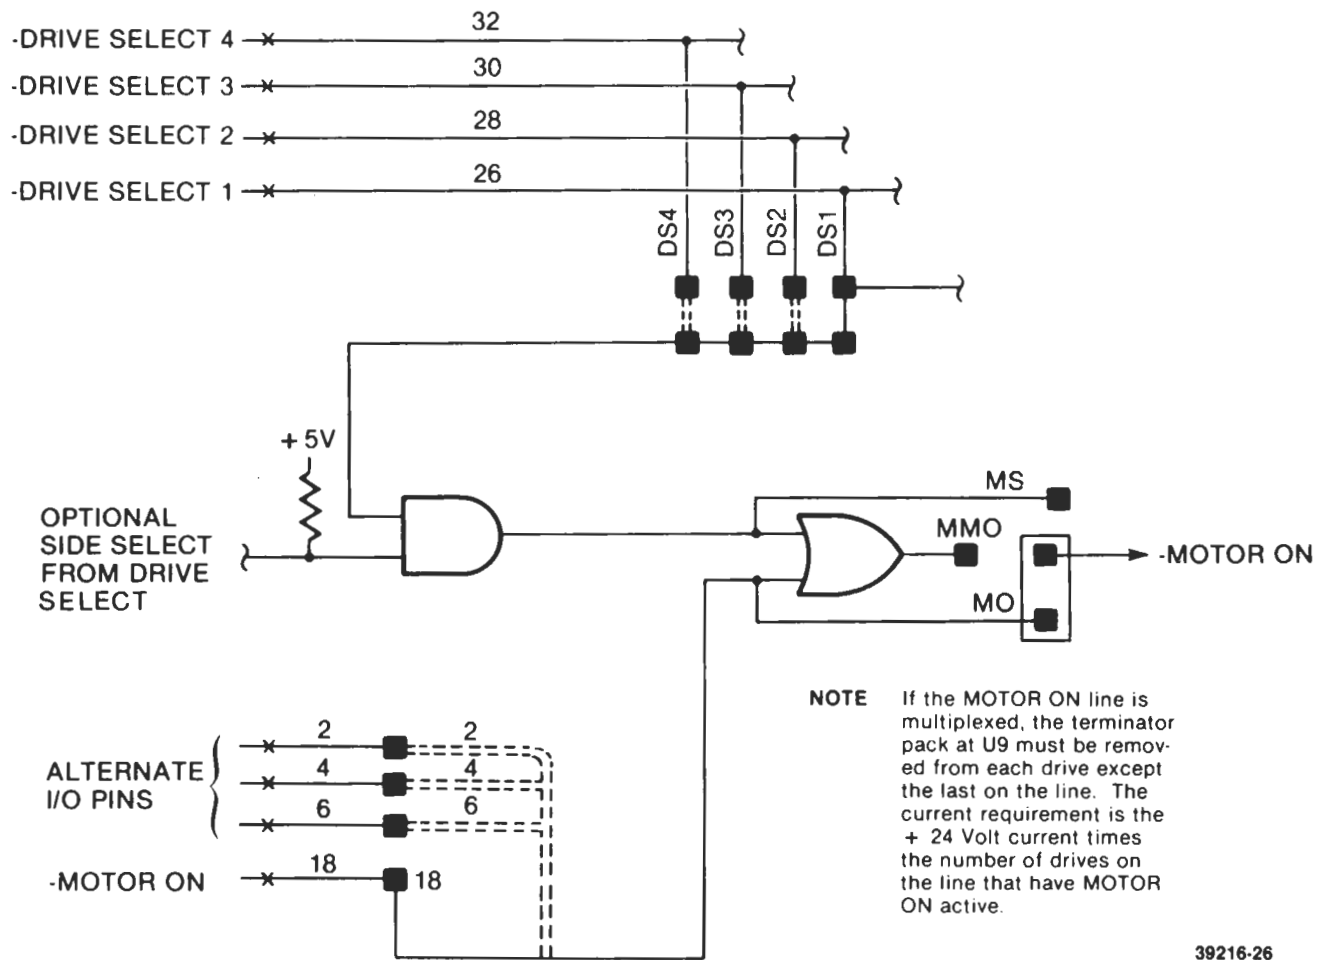 -DRIVE SELECT 4
32
-DRIVE SELECT 3
30
-DRIVE SELECT 2
28
-DRIVE SELECT 1
26
DS4
DS3
DS2
DS1
+ 5V
OPTIONAL
SIDE SELECT
FROM DRIVE
SELECT
MS
MMO
MO
-MOTOR ON
ALTERNATE
I/O PINS
2
2
4
4
6
6
-MOTOR ON
18
18
NOTE If the MOTOR ON line is
multiplexed, the terminator
pack at U9 must be remov-
ed from each drive except
the last on the line. The
current requirement is the
+ 24 Volt current times
the number of drives on
the line that have MOTOR
ON active.
39216-26